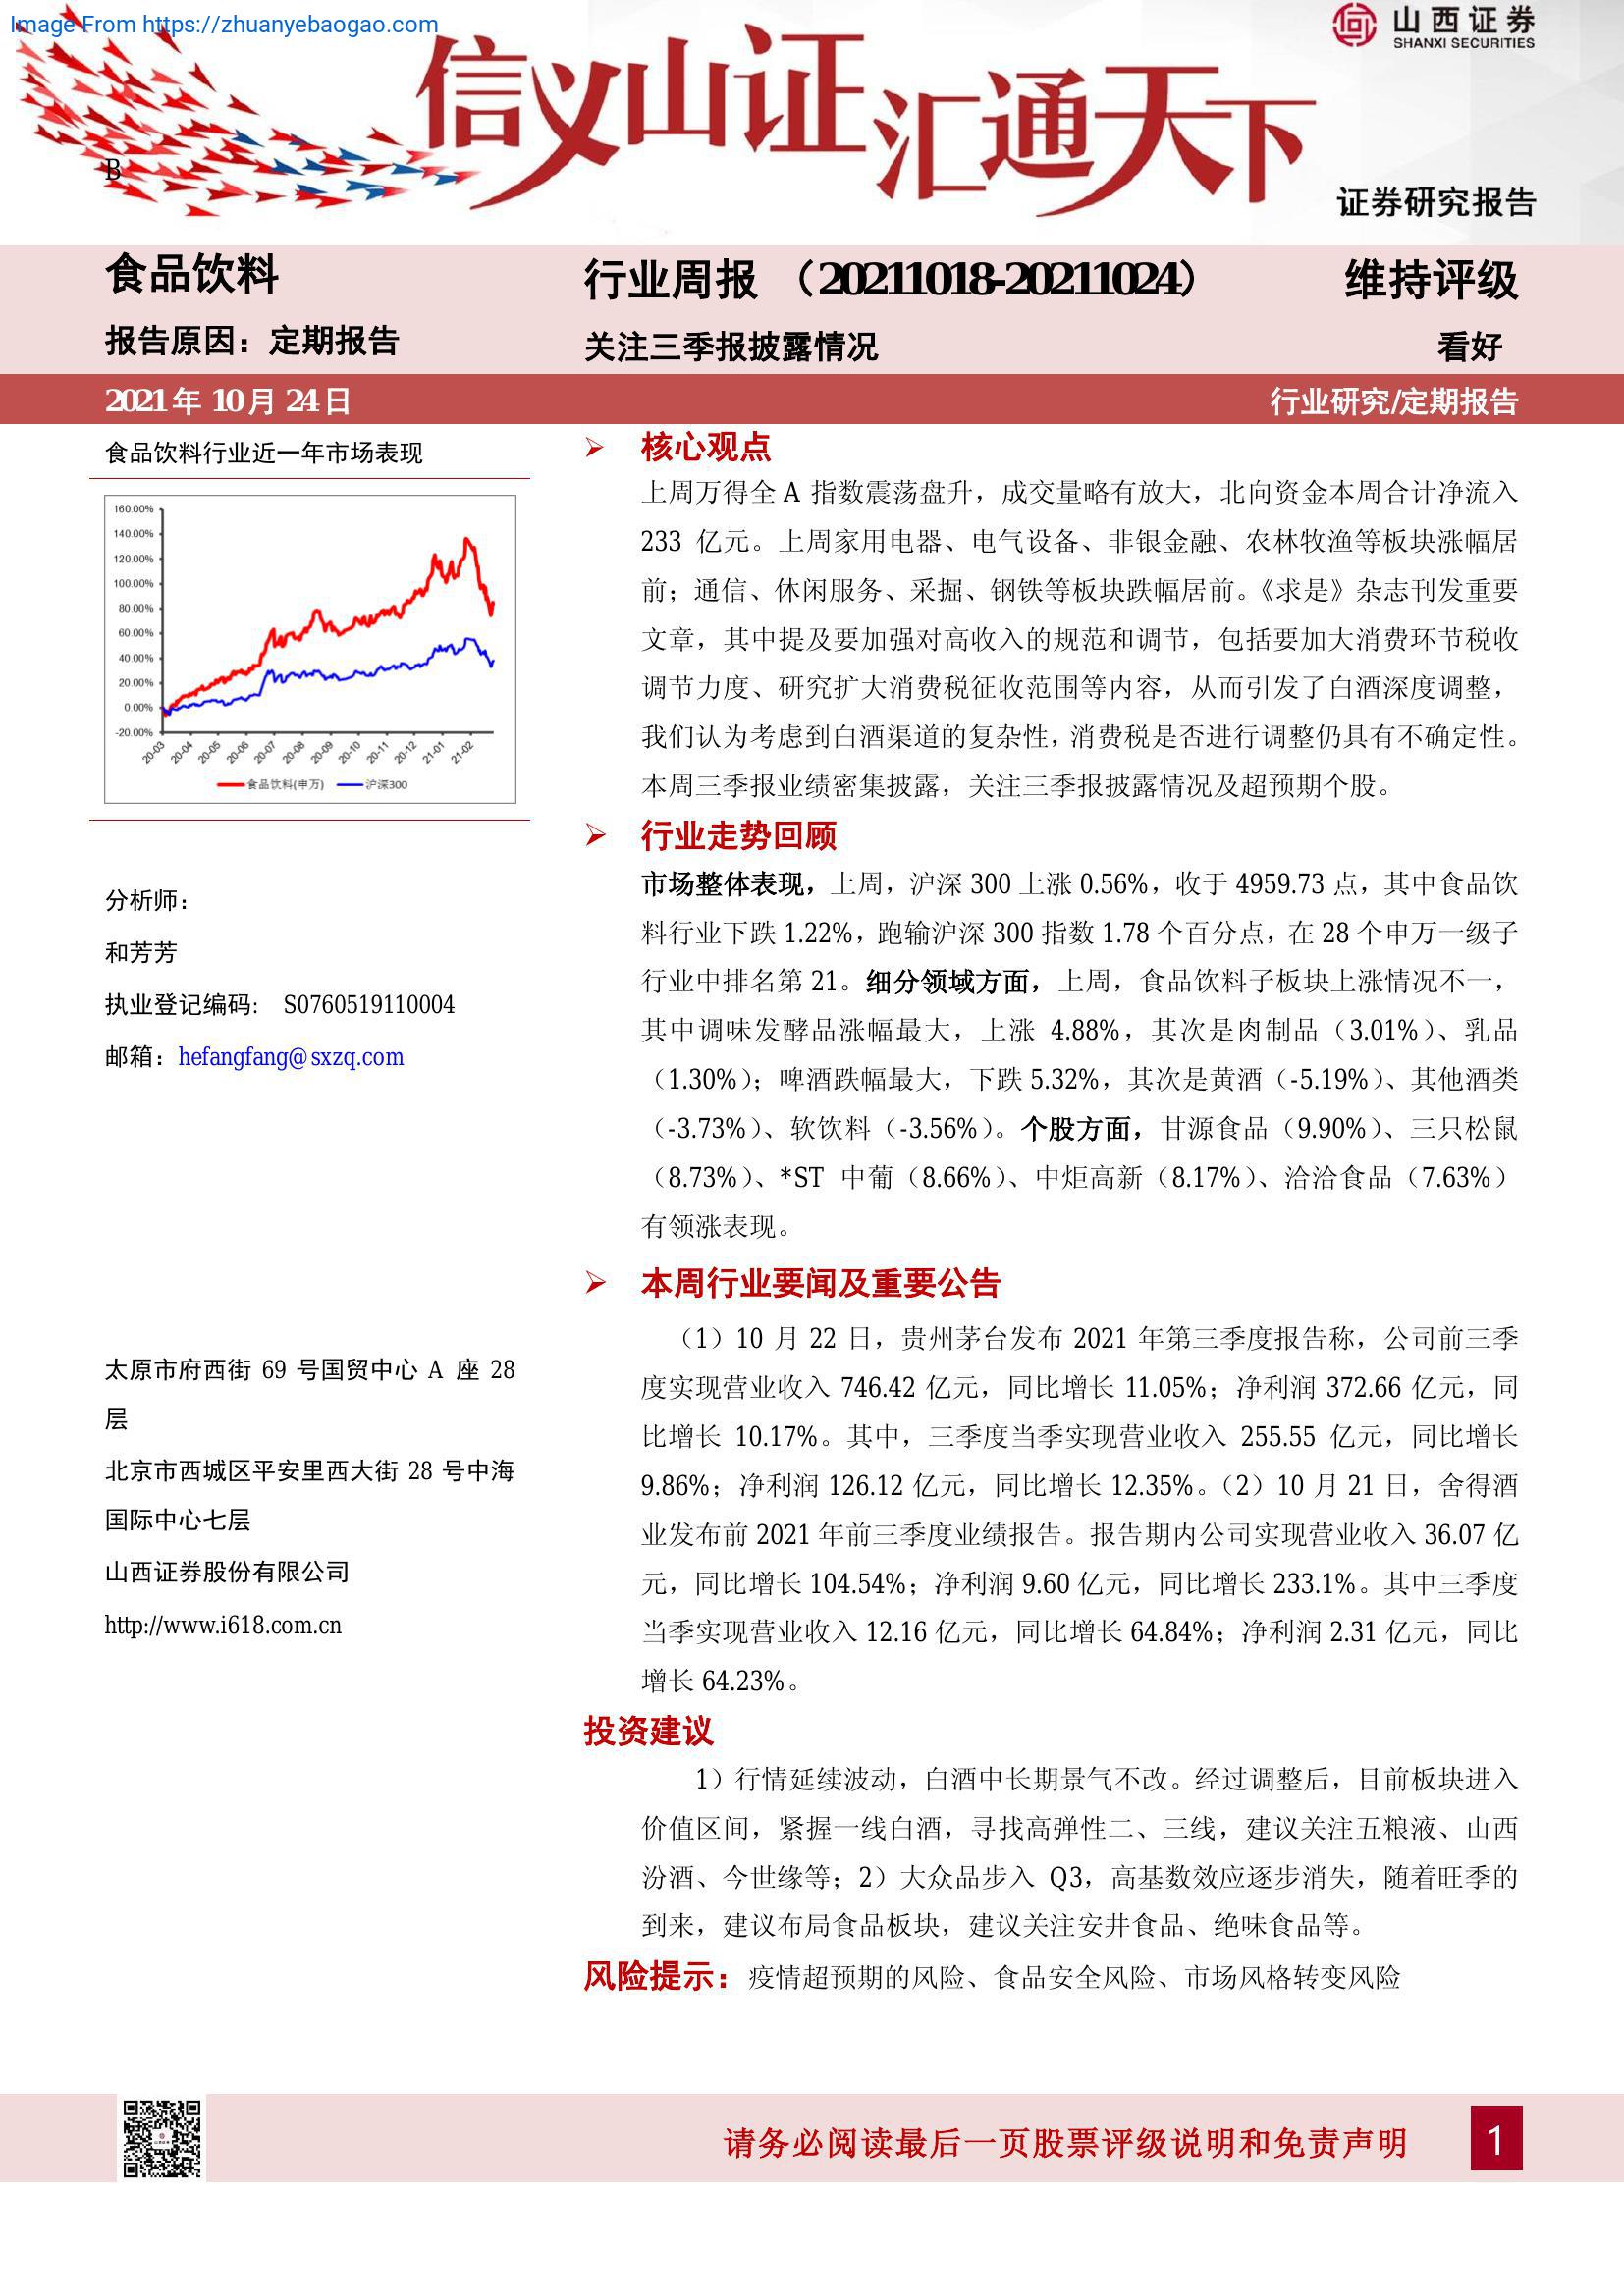 Image From https://zhuanyebaogao.com
山西证券
SHANXI SECURITIES
信义山证汇通天下
B
证券研究报告
食品饮料
报告原因：定期报告
行业周报 （20211018-20211024）
维持评级
关注三季报披露情况
看好
2021 年 10 月 24 日
行业研究/定期报告
食品饮料行业近一年市场表现
160.00%
140.00%
120.00%
100.00%
80.00%
60.00%
40.00%
20.00%
0.00%
-20.00%
20-03 20-04 20-05 20-06 20-07 20-08 20-09 20-10 20-11 20-12 21-01 21-02
食品饮料(申万) 沪深300
分析师：
和芳芳
执业登记编码： S0760519110004
邮箱：hefangfang@sxzq.com
太原市府西街 69 号国贸中心 A 座 28
层
北京市西城区平安里西大街 28 号中海
国际中心七层
山西证券股份有限公司
http://www.i618.com.cn
核心观点
上周万得全 A 指数震荡盘升，成交量略有放大，北向资金本周合计净流入
233 亿元。上周家用电器、电气设备、非银金融、农林牧渔等板块涨幅居
前；通信、休闲服务、采掘、钢铁等板块跌幅居前。《求是》杂志刊发重要
文章，其中提及要加强对高收入的规范和调节，包括要加大消费环节税收
调节力度、研究扩大消费税征收范围等内容，从而引发了白酒深度调整，
我们认为考虑到白酒渠道的复杂性，消费税是否进行调整仍具有不确定性。
本周三季报业绩密集披露，关注三季报披露情况及超预期个股。
行业走势回顾
市场整体表现，上周，沪深 300 上涨 0.56%，收于 4959.73 点，其中食品饮
料行业下跌 1.22%，跑输沪深 300 指数 1.78 个百分点，在 28 个申万一级子
行业中排名第 21。细分领域方面，上周，食品饮料子板块上涨情况不一，
其中调味发酵品涨幅最大，上涨 4.88%，其次是肉制品（3.01%）、乳品
（1.30%）；啤酒跌幅最大，下跌 5.32%，其次是黄酒（-5.19%）、其他酒类
（-3.73%）、软饮料（-3.56%）。个股方面，甘源食品（9.90%）、三只松鼠
（8.73%）、*ST 中葡（8.66%）、中炬高新（8.17%）、洽洽食品（7.63%）
有领涨表现。
本周行业要闻及重要公告
（1）10 月 22 日，贵州茅台发布 2021 年第三季度报告称，公司前三季
度实现营业收入 746.42 亿元，同比增长 11.05%；净利润 372.66 亿元，同
比增长 10.17%。其中，三季度当季实现营业收入 255.55 亿元，同比增长
9.86%；净利润 126.12 亿元，同比增长 12.35%。（2）10 月 21 日，舍得酒
业发布前 2021 年前三季度业绩报告。报告期内公司实现营业收入 36.07 亿
元，同比增长 104.54%；净利润 9.60 亿元，同比增长 233.1%。其中三季度
当季实现营业收入 12.16 亿元，同比增长 64.84%；净利润 2.31 亿元，同比
增长 64.23%。
投资建议
1）行情延续波动，白酒中长期景气不改。经过调整后，目前板块进入
价值区间，紧握一线白酒，寻找高弹性二、三线，建议关注五粮液、山西
汾酒、今世缘等；2）大众品步入 Q3，高基数效应逐步消失，随着旺季的
到来，建议布局食品板块，建议关注安井食品、绝味食品等。
风险提示：疫情超预期的风险、食品安全风险、市场风格转变风险
请务必阅读最后一页股票评级说明和免责声明
1